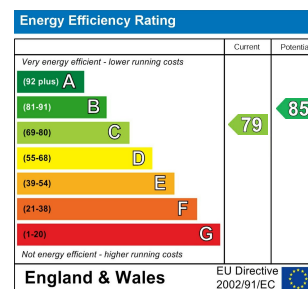 Energy Efficiency Rating
Current Potentia
Very energy efficient - lower running costs
(92 plus) A
(81-91) B
(69-80) C
(55-68) D
(39-54) E
(21-38) F
(1-20) G
79
85
Not energy efficient - higher running costs
England & Wales
EU Directive
2002/91/EC